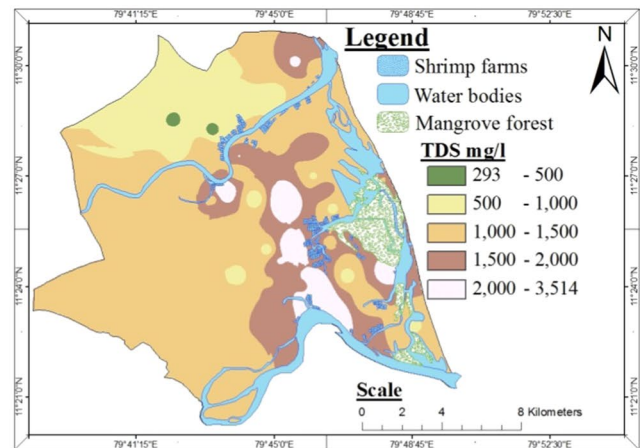 79°41'15"E 79°45'0"E 79°48'45"E 79°52'30"E
Legend
N
Shrimp farms
Water bodies
Mangrove forest
TDS mg/l
293 - 500
500 - 1,000
1,000 - 1,500
1,500 - 2,000
2,000 - 3,514
11°30'0"N
11°27'0"N
11°24'0"N
11°21'0"N
11°30'0"N
11°27'0"N
11°24'0"N
11°21'0"N
Scale
0 2 4 8 Kilometers
79°41'15"E 79°45'0"E 79°48'45"E 79°52'30"E